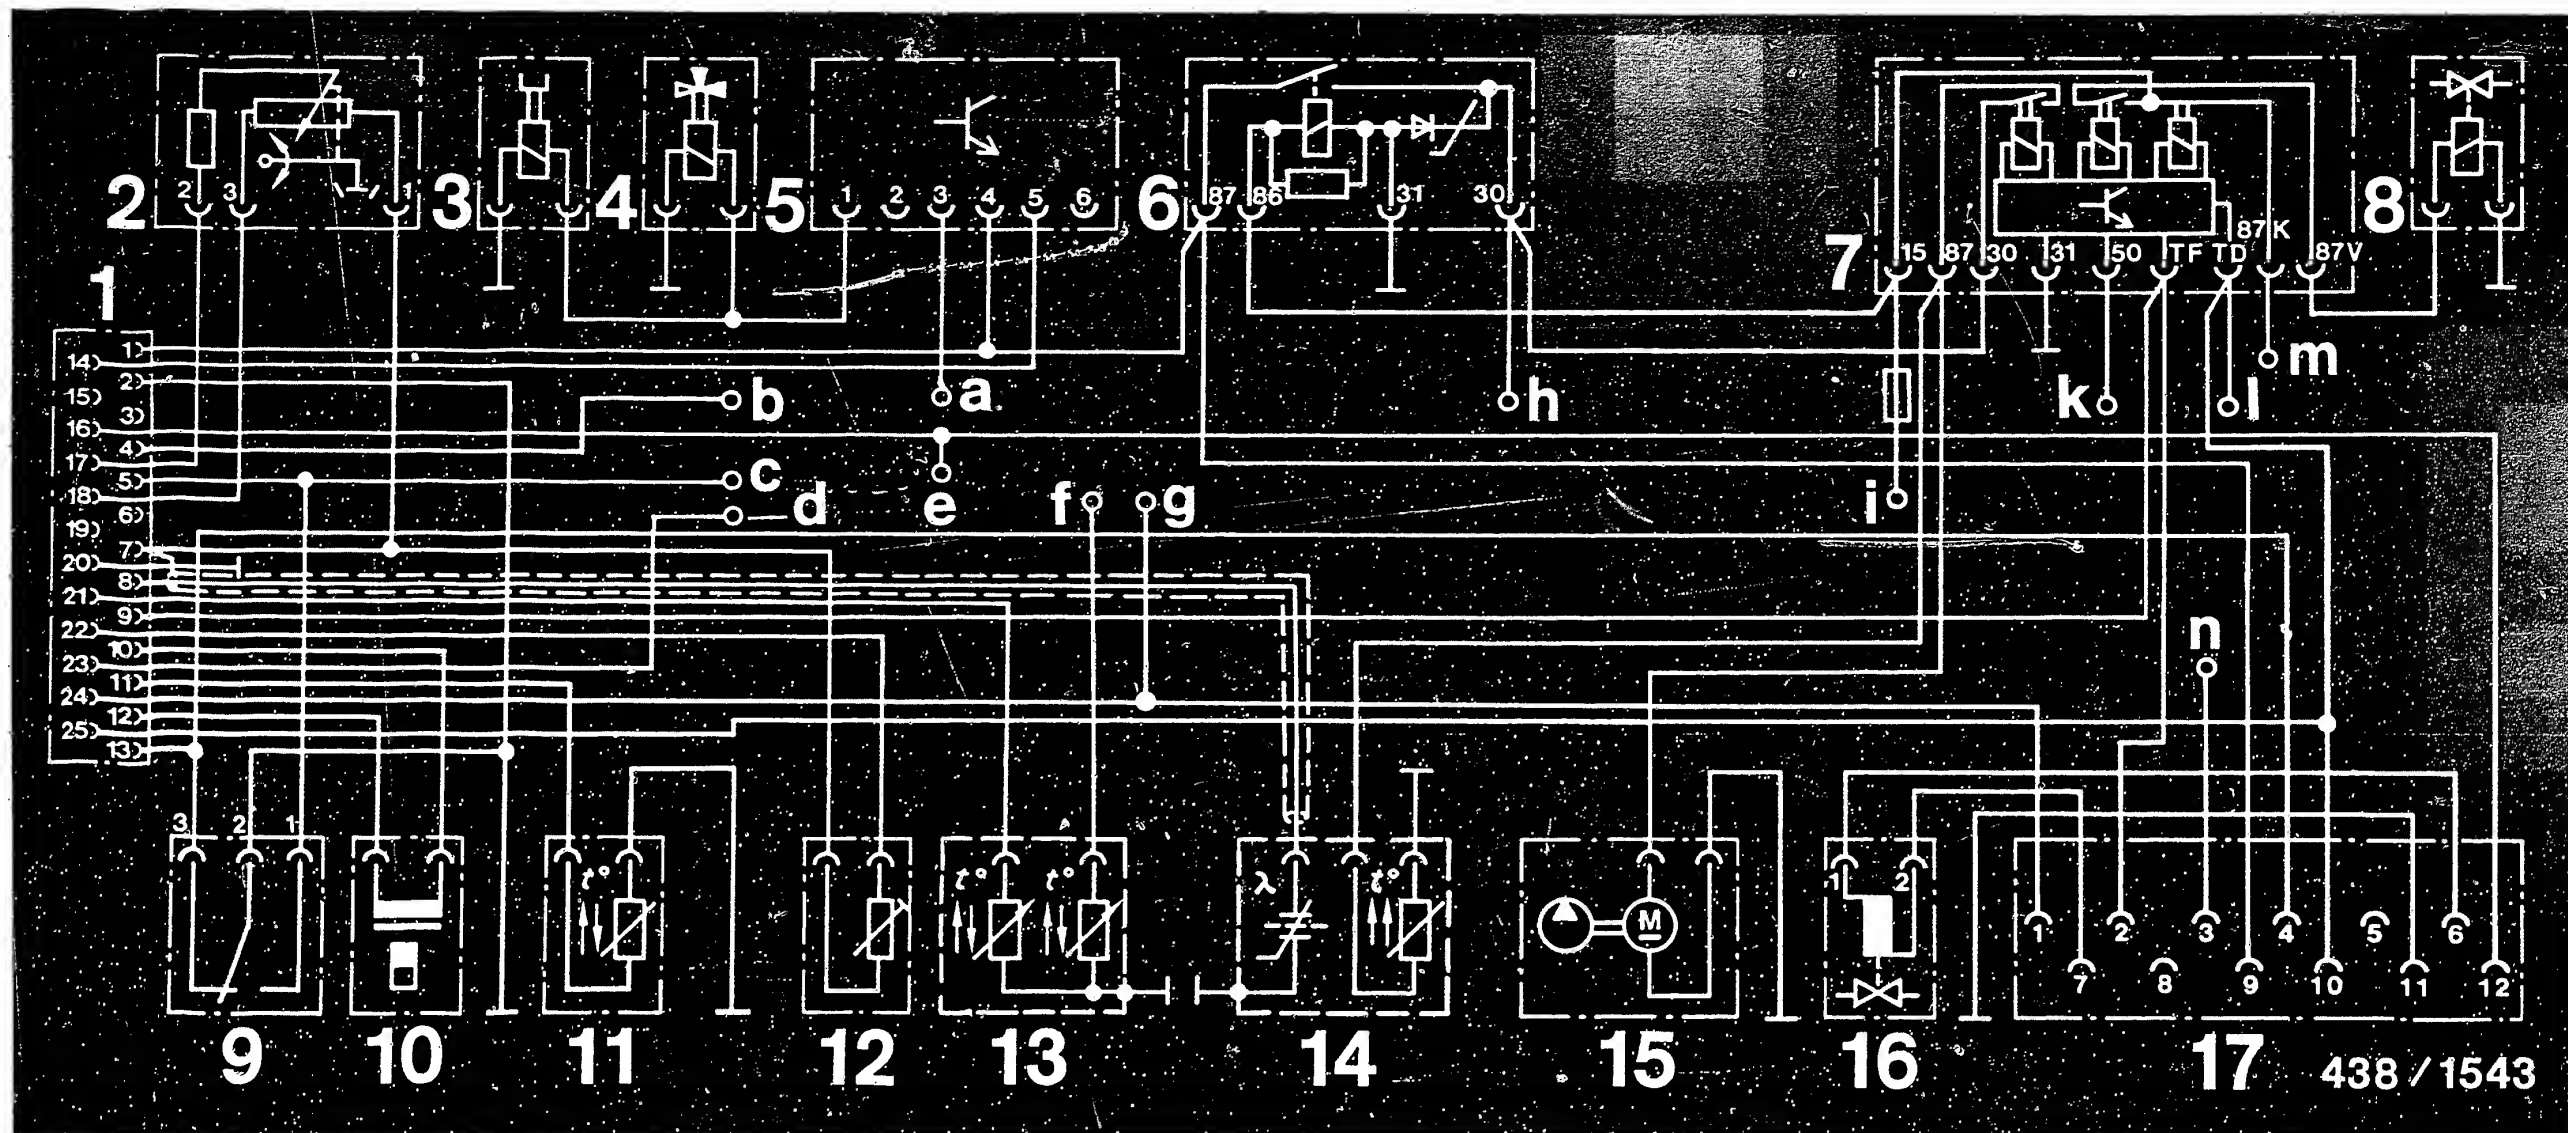 2 3 1
1 2 3 4 5 6
87 86 31 30
87K
15 87 30 31 50 TF TD 87V
2 3 4 5 6 7 8
1
1
14
2
15
3
16
4
17
5
18
6
19
7
20
8
21
9
22
10
23
11
24
12
25
13
a
b
c
d
e
f
g
h
i
k
l
m
n
3 2 1
t° t° t° λ t°
M
1 2
1 2 3 4 5 6
7 8 9 10 11 12
9 10 11 12 13 14 15 16 17
438/1543